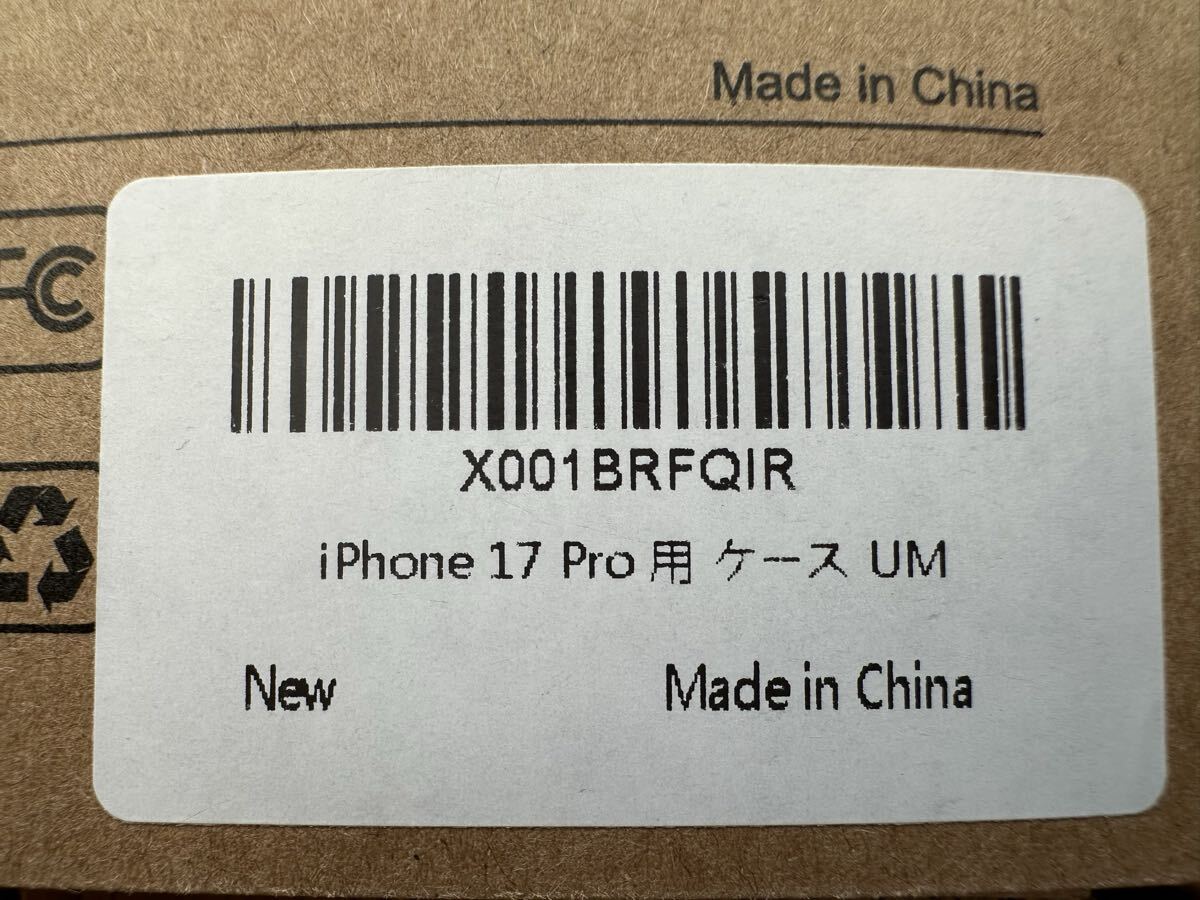 Made in China
X001BRFQIR
iPhone 17 Pro 用 ケース UM
New
Made in China